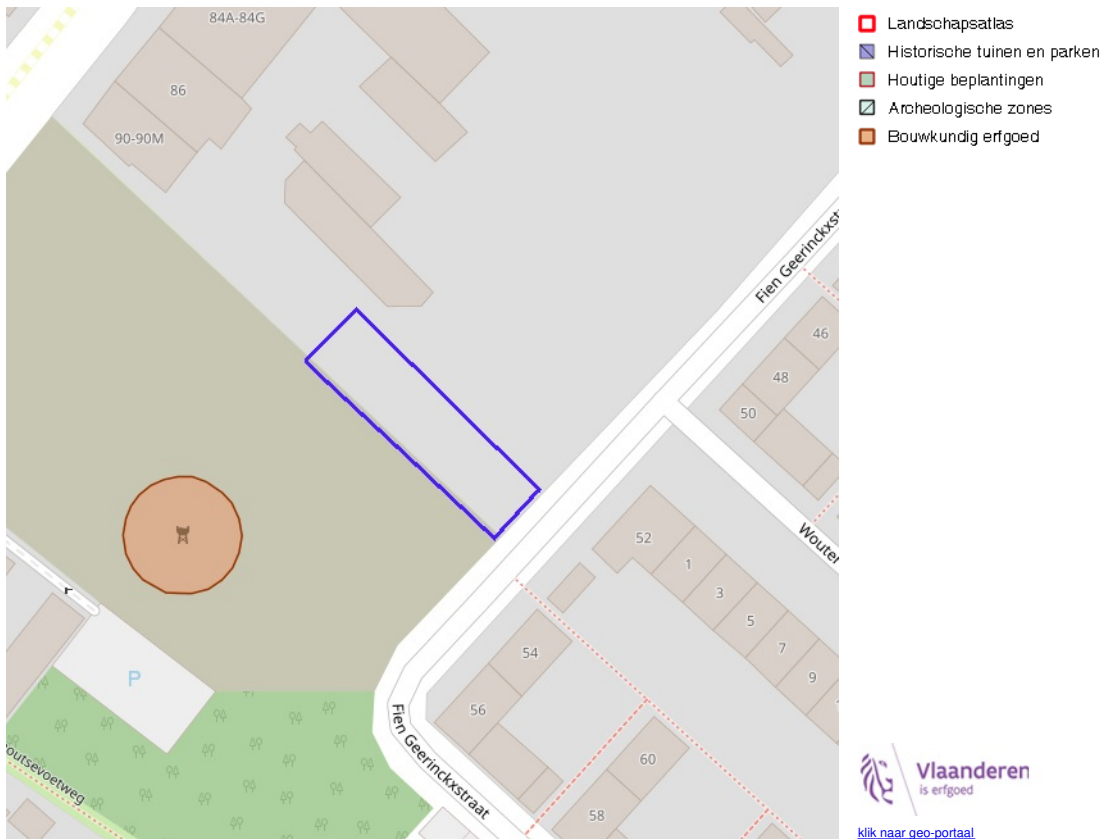 84A-84G
86
90-90M
Fien Geerinckxstr
46
48
50
52
1
3
5
7
9
Wouter
54
56
60
58
P
Fien Geerinckxstraat
outsevoetweg
Landschapsatlas
Historische tuinen en parken
Houtige beplantingen
Archeologische zones
Bouwkundig erfgoed
Vlaanderen
is erfgoed
klik naar geo-portaal